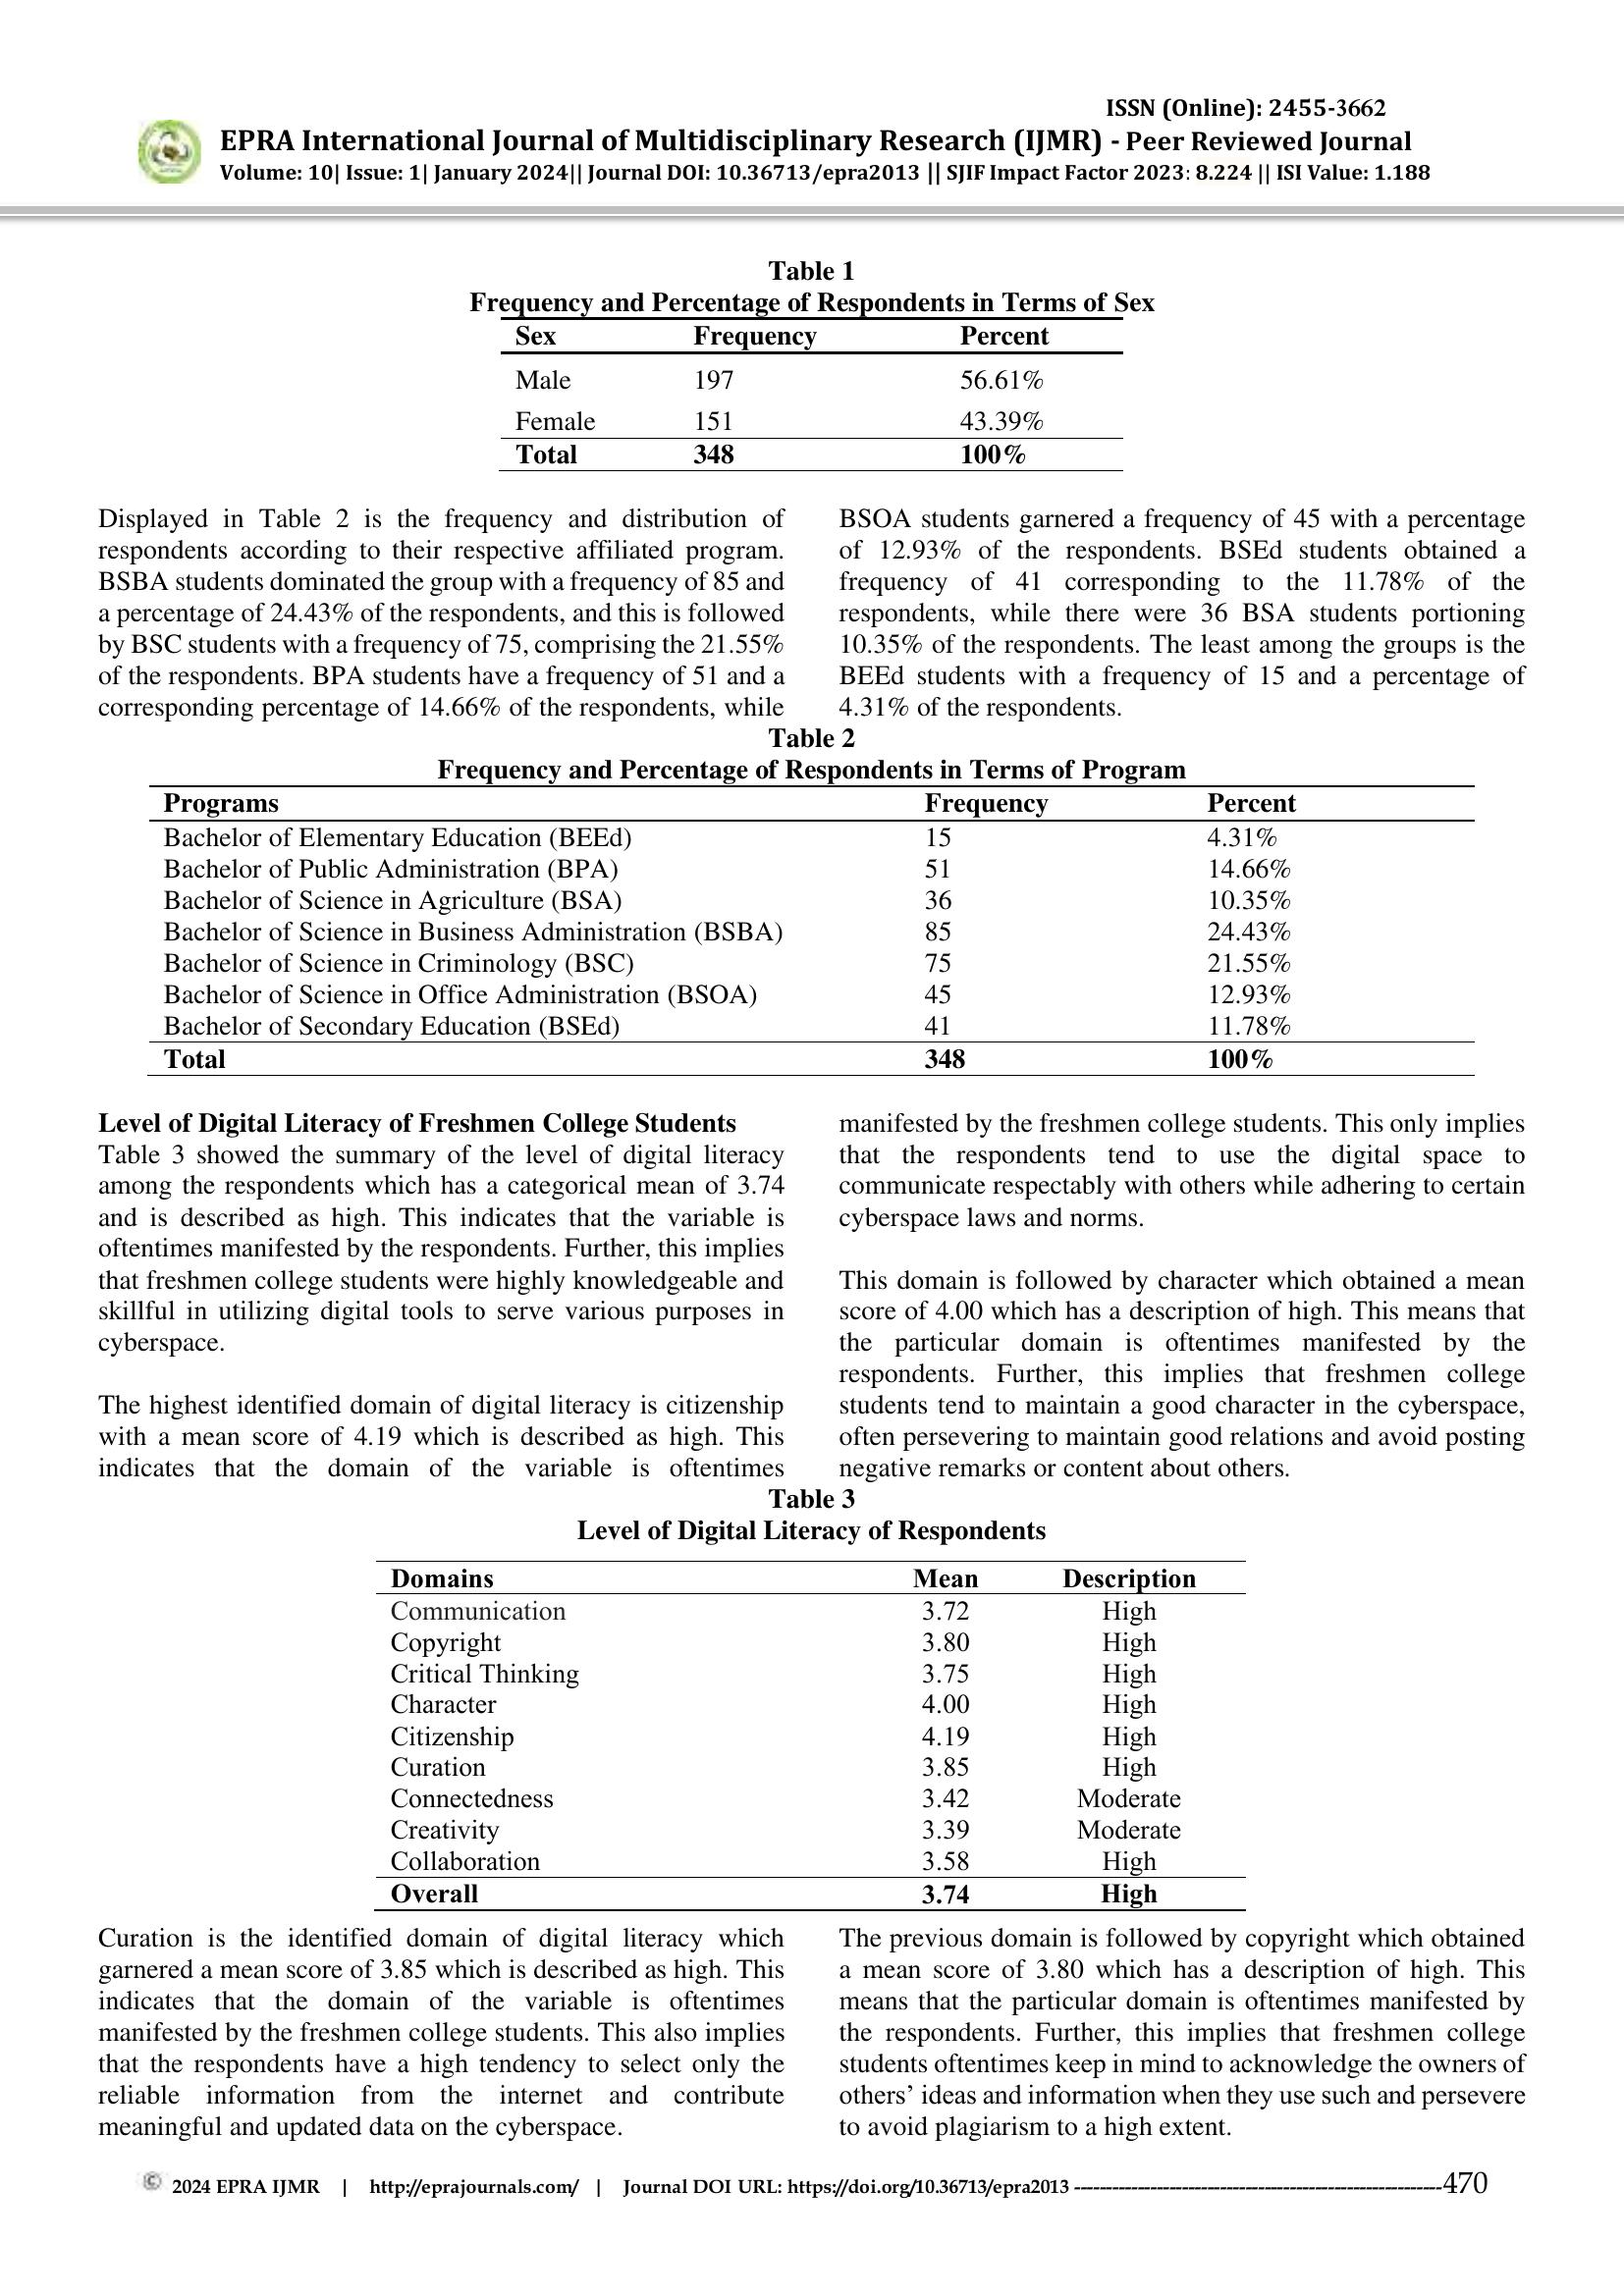 ISSN (Online): 2455-3662
EPRA International Journal of Multidisciplinary Research (IJMR) - Peer Reviewed Journal
Volume: 10| Issue: 1| January 2024|| Journal DOI: 10.36713/epra2013 || SJIF Impact Factor 2023: 8.224 || ISI Value: 1.188
Table 1
Frequency and Percentage of Respondents in Terms of Sex
Sex Frequency Percent
Male 197 56.61%
Female 151 43.39%
Total 348 100%
Displayed in Table 2 is the frequency and distribution of
respondents according to their respective affiliated program.
BSBA students dominated the group with a frequency of 85 and
a percentage of 24.43% of the respondents, and this is followed
by BSC students with a frequency of 75, comprising the 21.55%
of the respondents. BPA students have a frequency of 51 and a
corresponding percentage of 14.66% of the respondents, while
BSOA students garnered a frequency of 45 with a percentage
of 12.93% of the respondents. BSEd students obtained a
frequency of 41 corresponding to the 11.78% of the
respondents, while there were 36 BSA students portioning
10.35% of the respondents. The least among the groups is the
BEEd students with a frequency of 15 and a percentage of
4.31% of the respondents.
Table 2
Frequency and Percentage of Respondents in Terms of Program
Programs Frequency Percent
Bachelor of Elementary Education (BEEd) 15 4.31%
Bachelor of Public Administration (BPA) 51 14.66%
Bachelor of Science in Agriculture (BSA) 36 10.35%
Bachelor of Science in Business Administration (BSBA) 85 24.43%
Bachelor of Science in Criminology (BSC) 75 21.55%
Bachelor of Science in Office Administration (BSOA) 45 12.93%
Bachelor of Secondary Education (BSEd) 41 11.78%
Total 348 100%
Level of Digital Literacy of Freshmen College Students
Table 3 showed the summary of the level of digital literacy
among the respondents which has a categorical mean of 3.74
and is described as high. This indicates that the variable is
oftentimes manifested by the respondents. Further, this implies
that freshmen college students were highly knowledgeable and
skillful in utilizing digital tools to serve various purposes in
cyberspace.
The highest identified domain of digital literacy is citizenship
with a mean score of 4.19 which is described as high. This
indicates that the domain of the variable is oftentimes
manifested by the freshmen college students. This only implies
that the respondents tend to use the digital space to
communicate respectably with others while adhering to certain
cyberspace laws and norms.
This domain is followed by character which obtained a mean
score of 4.00 which has a description of high. This means that
the particular domain is oftentimes manifested by the
respondents. Further, this implies that freshmen college
students tend to maintain a good character in the cyberspace,
often persevering to maintain good relations and avoid posting
negative remarks or content about others.
Table 3
Level of Digital Literacy of Respondents
Domains Mean Description
Communication 3.72 High
Copyright 3.80 High
Critical Thinking 3.75 High
Character 4.00 High
Citizenship 4.19 High
Curation 3.85 High
Connectedness 3.42 Moderate
Creativity 3.39 Moderate
Collaboration 3.58 High
Overall 3.74 High
Curation is the identified domain of digital literacy which
garnered a mean score of 3.85 which is described as high. This
indicates that the domain of the variable is oftentimes
manifested by the freshmen college students. This also implies
that the respondents have a high tendency to select only the
reliable information from the internet and contribute
meaningful and updated data on the cyberspace.
The previous domain is followed by copyright which obtained
a mean score of 3.80 which has a description of high. This
means that the particular domain is oftentimes manifested by
the respondents. Further, this implies that freshmen college
students oftentimes keep in mind to acknowledge the owners of
others’ ideas and information when they use such and persevere
to avoid plagiarism to a high extent.
© 2024 EPRA IJMR | http://eprajournals.com/ | Journal DOI URL: https://doi.org/10.36713/epra2013 ---------------------------------------------------------470